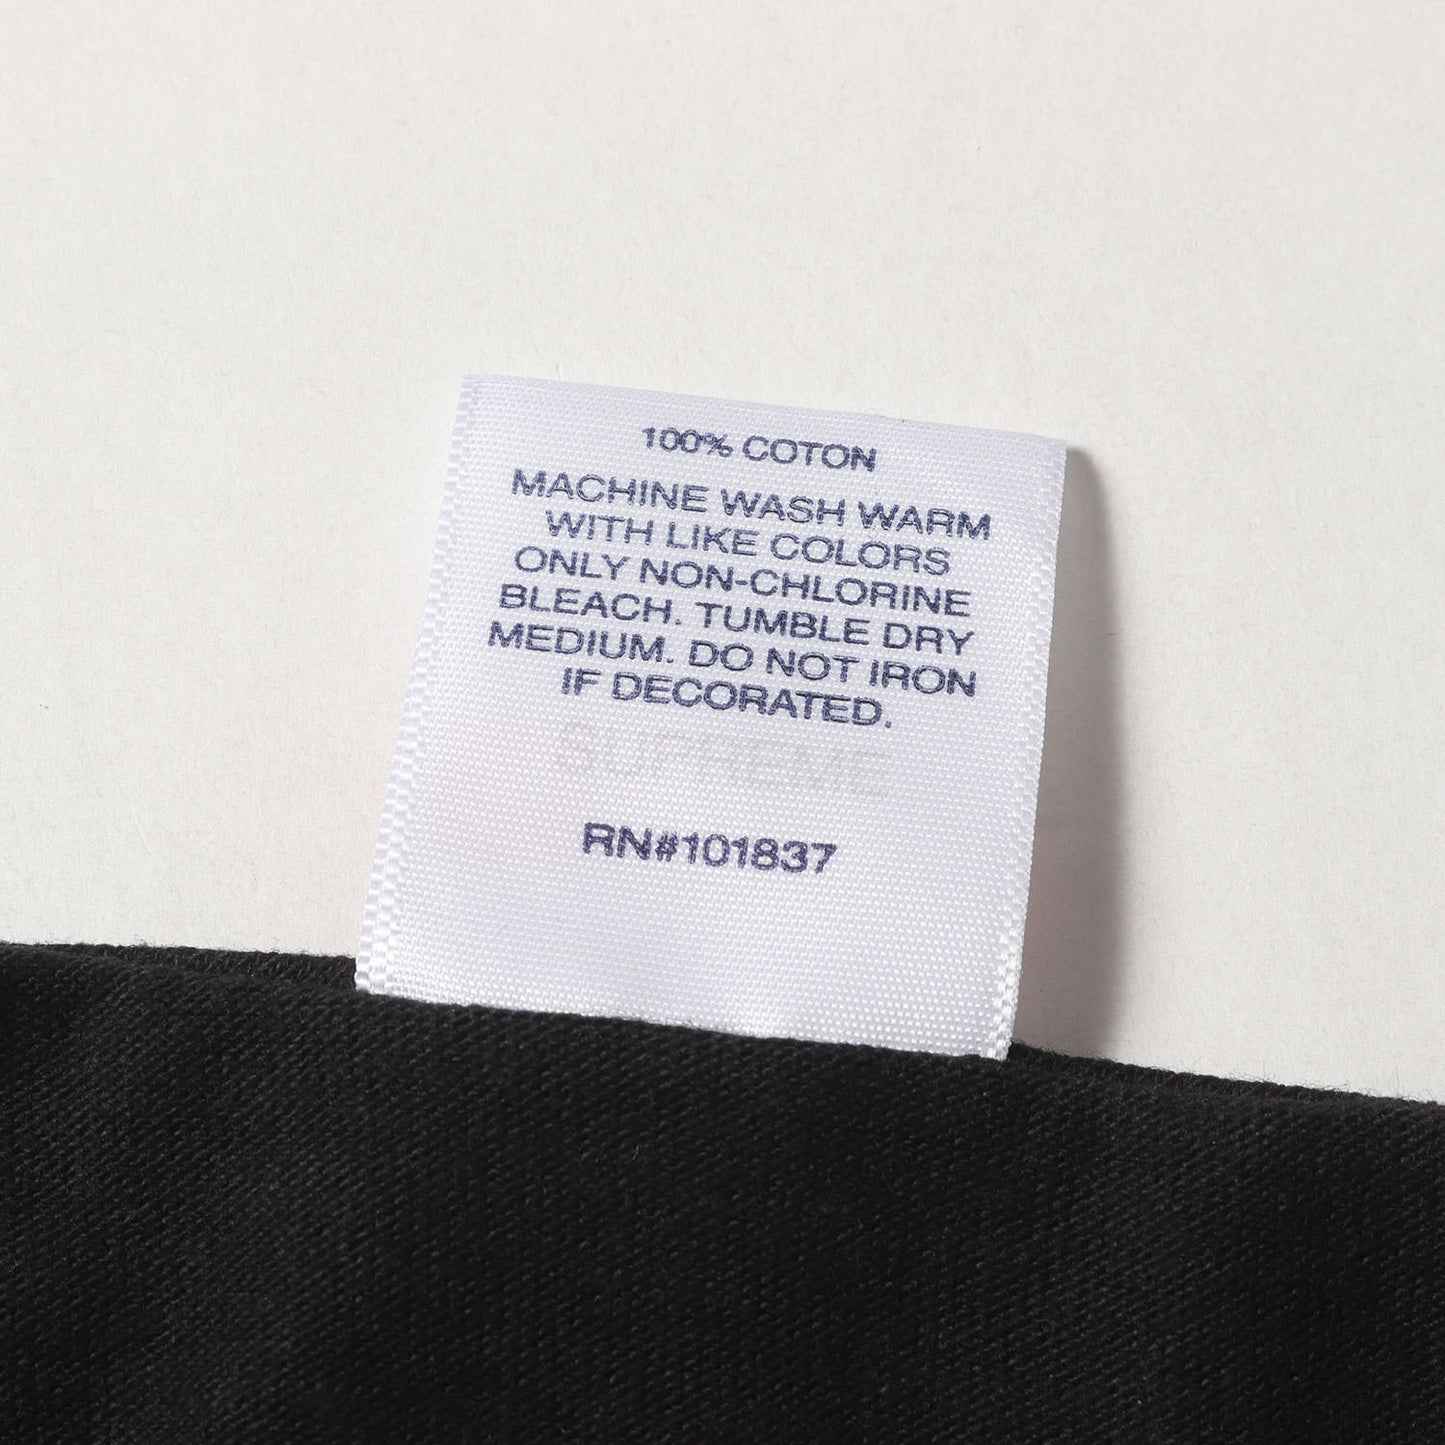 100% COTON
MACHINE WASH WARM
WITH LIKE COLORS
ONLY NON-CHLORINE
BLEACH. TUMBLE DRY
MEDIUM. DO NOT IRON
IF DECORATED.
SUPREME
RN#101837